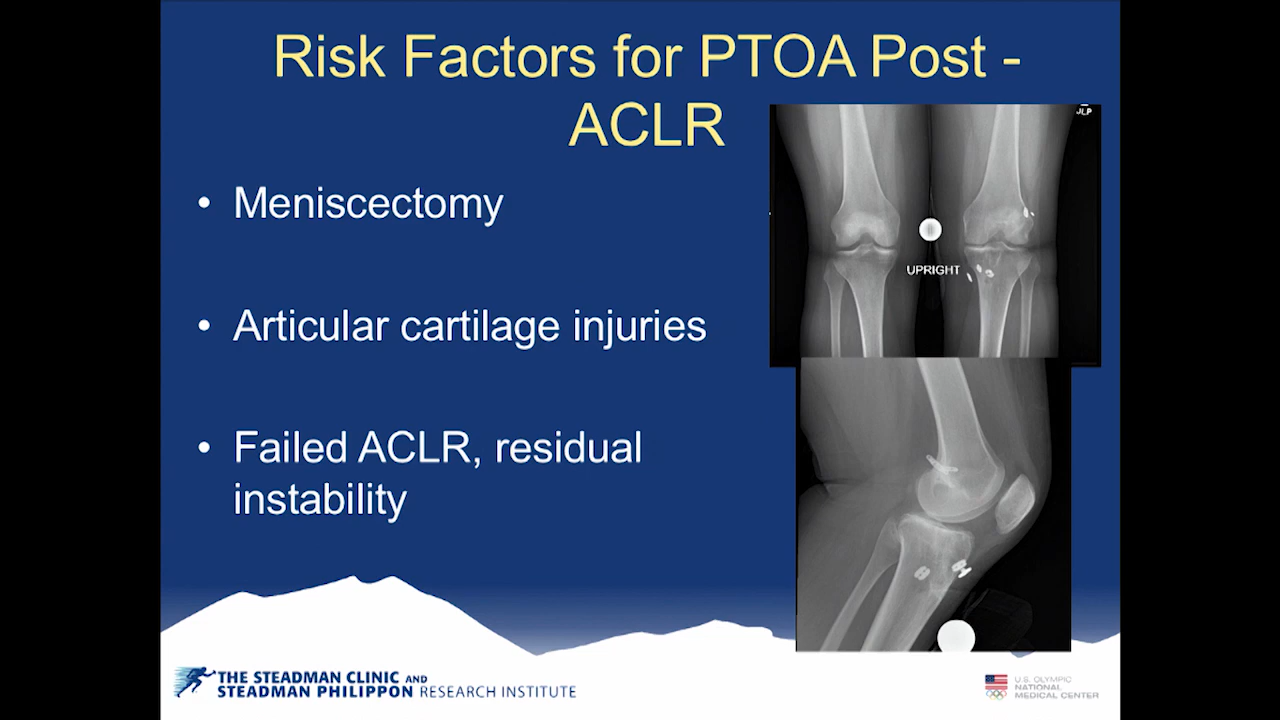 Risk Factors for PTOA Post -
ACLR
JLP
• Meniscectomy
UPRIGHT
• Articular cartilage injuries
• Failed ACLR, residual
instability
THE STEADMAN CLINIC AND
STEADMAN PHILIPPON RESEARCH INSTITUTE
U.S. OLYMPIC
NATIONAL
MEDICAL CENTER